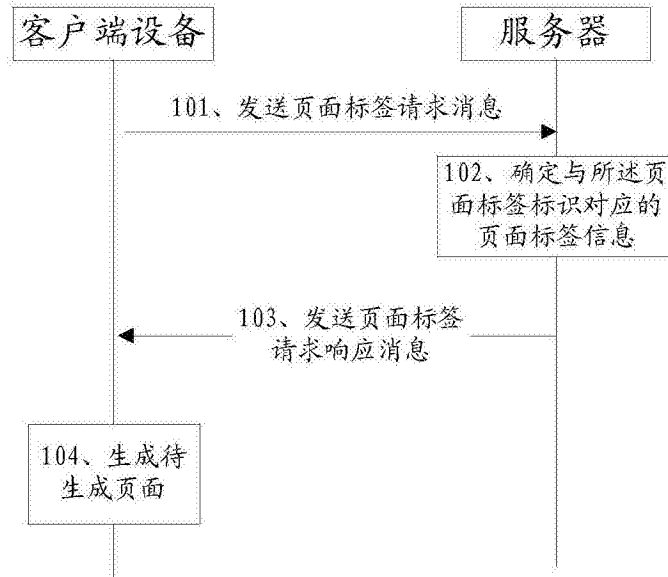 客户端设备
服务器
101、发送页面标签请求消息
102、确定与所述页
面标签标识对应的
页面标签信息
103、发送页面标签
请求响应消息
104、生成待
生成页面